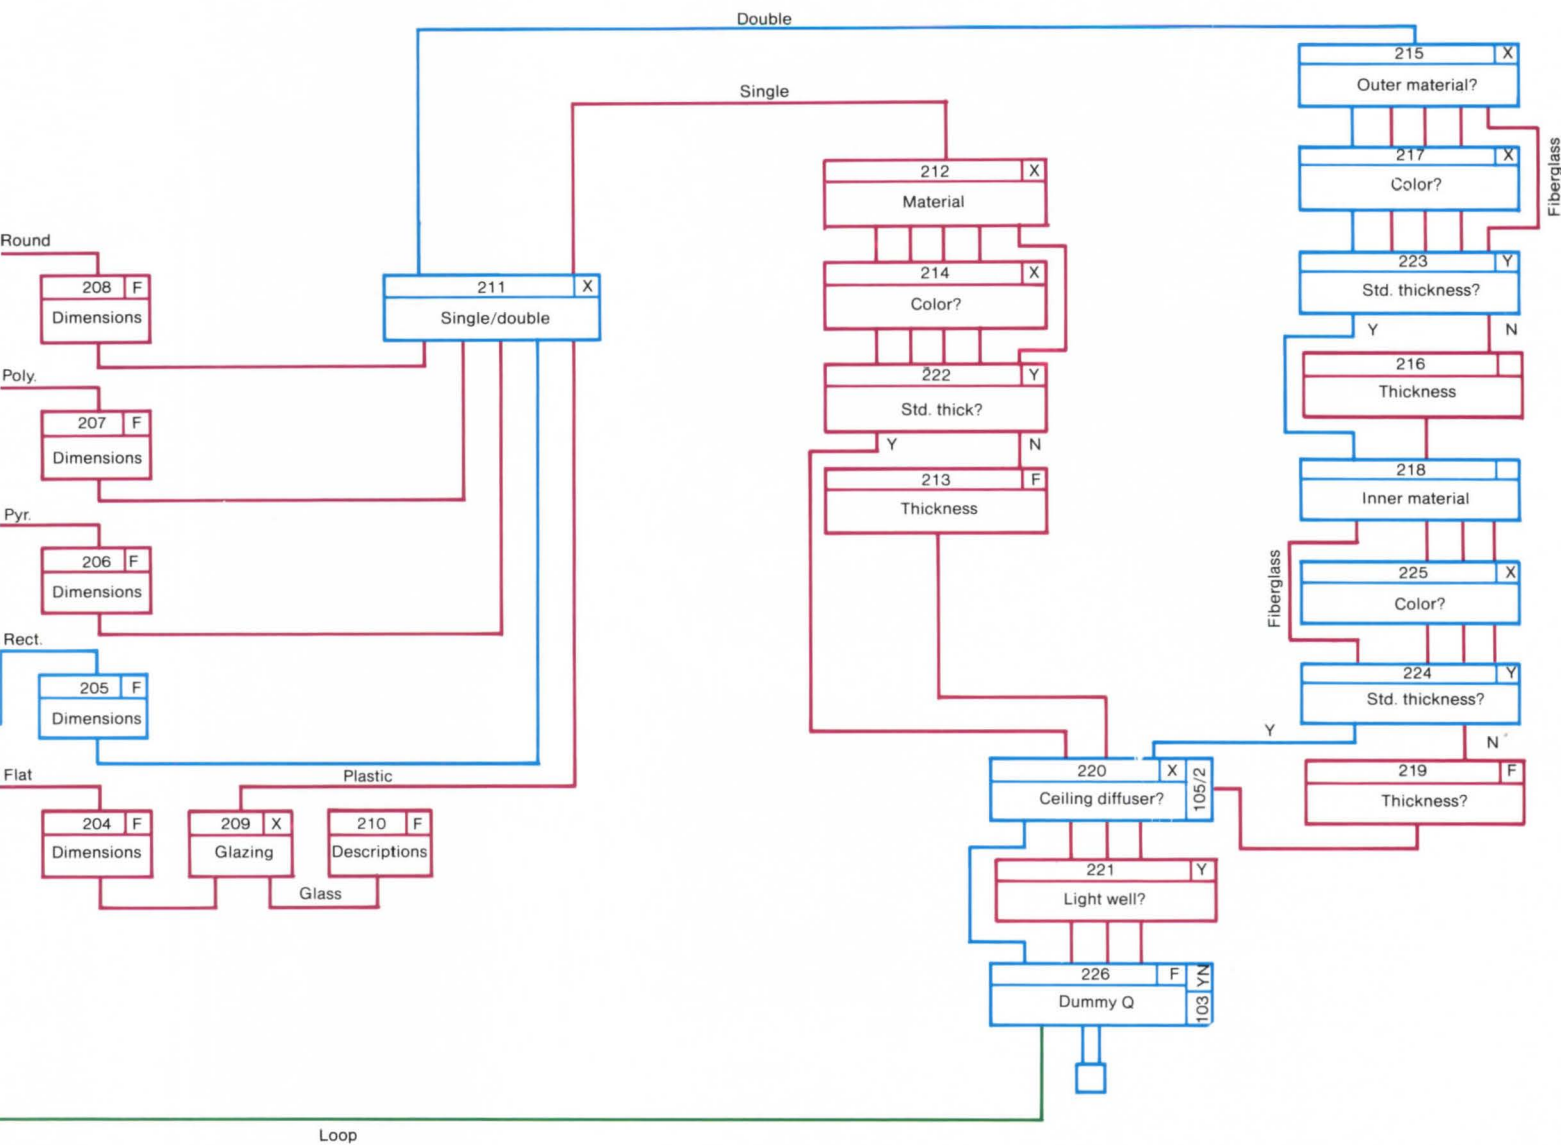 Double
215 X
Outer material?
Single
217 X
Color?
Fiberglass
212 X
Material
Round
208 F
Dimensions
211 X
Single/double
214 X
Color?
223 Y
Std. thickness?
Y N
216
Thickness
Poly.
207 F
Dimensions
222 Y
Std. thick?
Y N
213 F
Thickness
218
Inner material
Pyr.
206 F
Dimensions
225 X
Color?
Fiberglass
Rect.
205 F
Dimensions
224 Y
Std. thickness?
Y
N
Flat
204 F
Dimensions
Plastic
209 X
Glazing
210 F
Descriptions
Glass
220 X 105/2
Ceiling diffuser?
219 F
Thickness?
221 Y
Light well?
226 F YN
Dummy Q 103
Loop